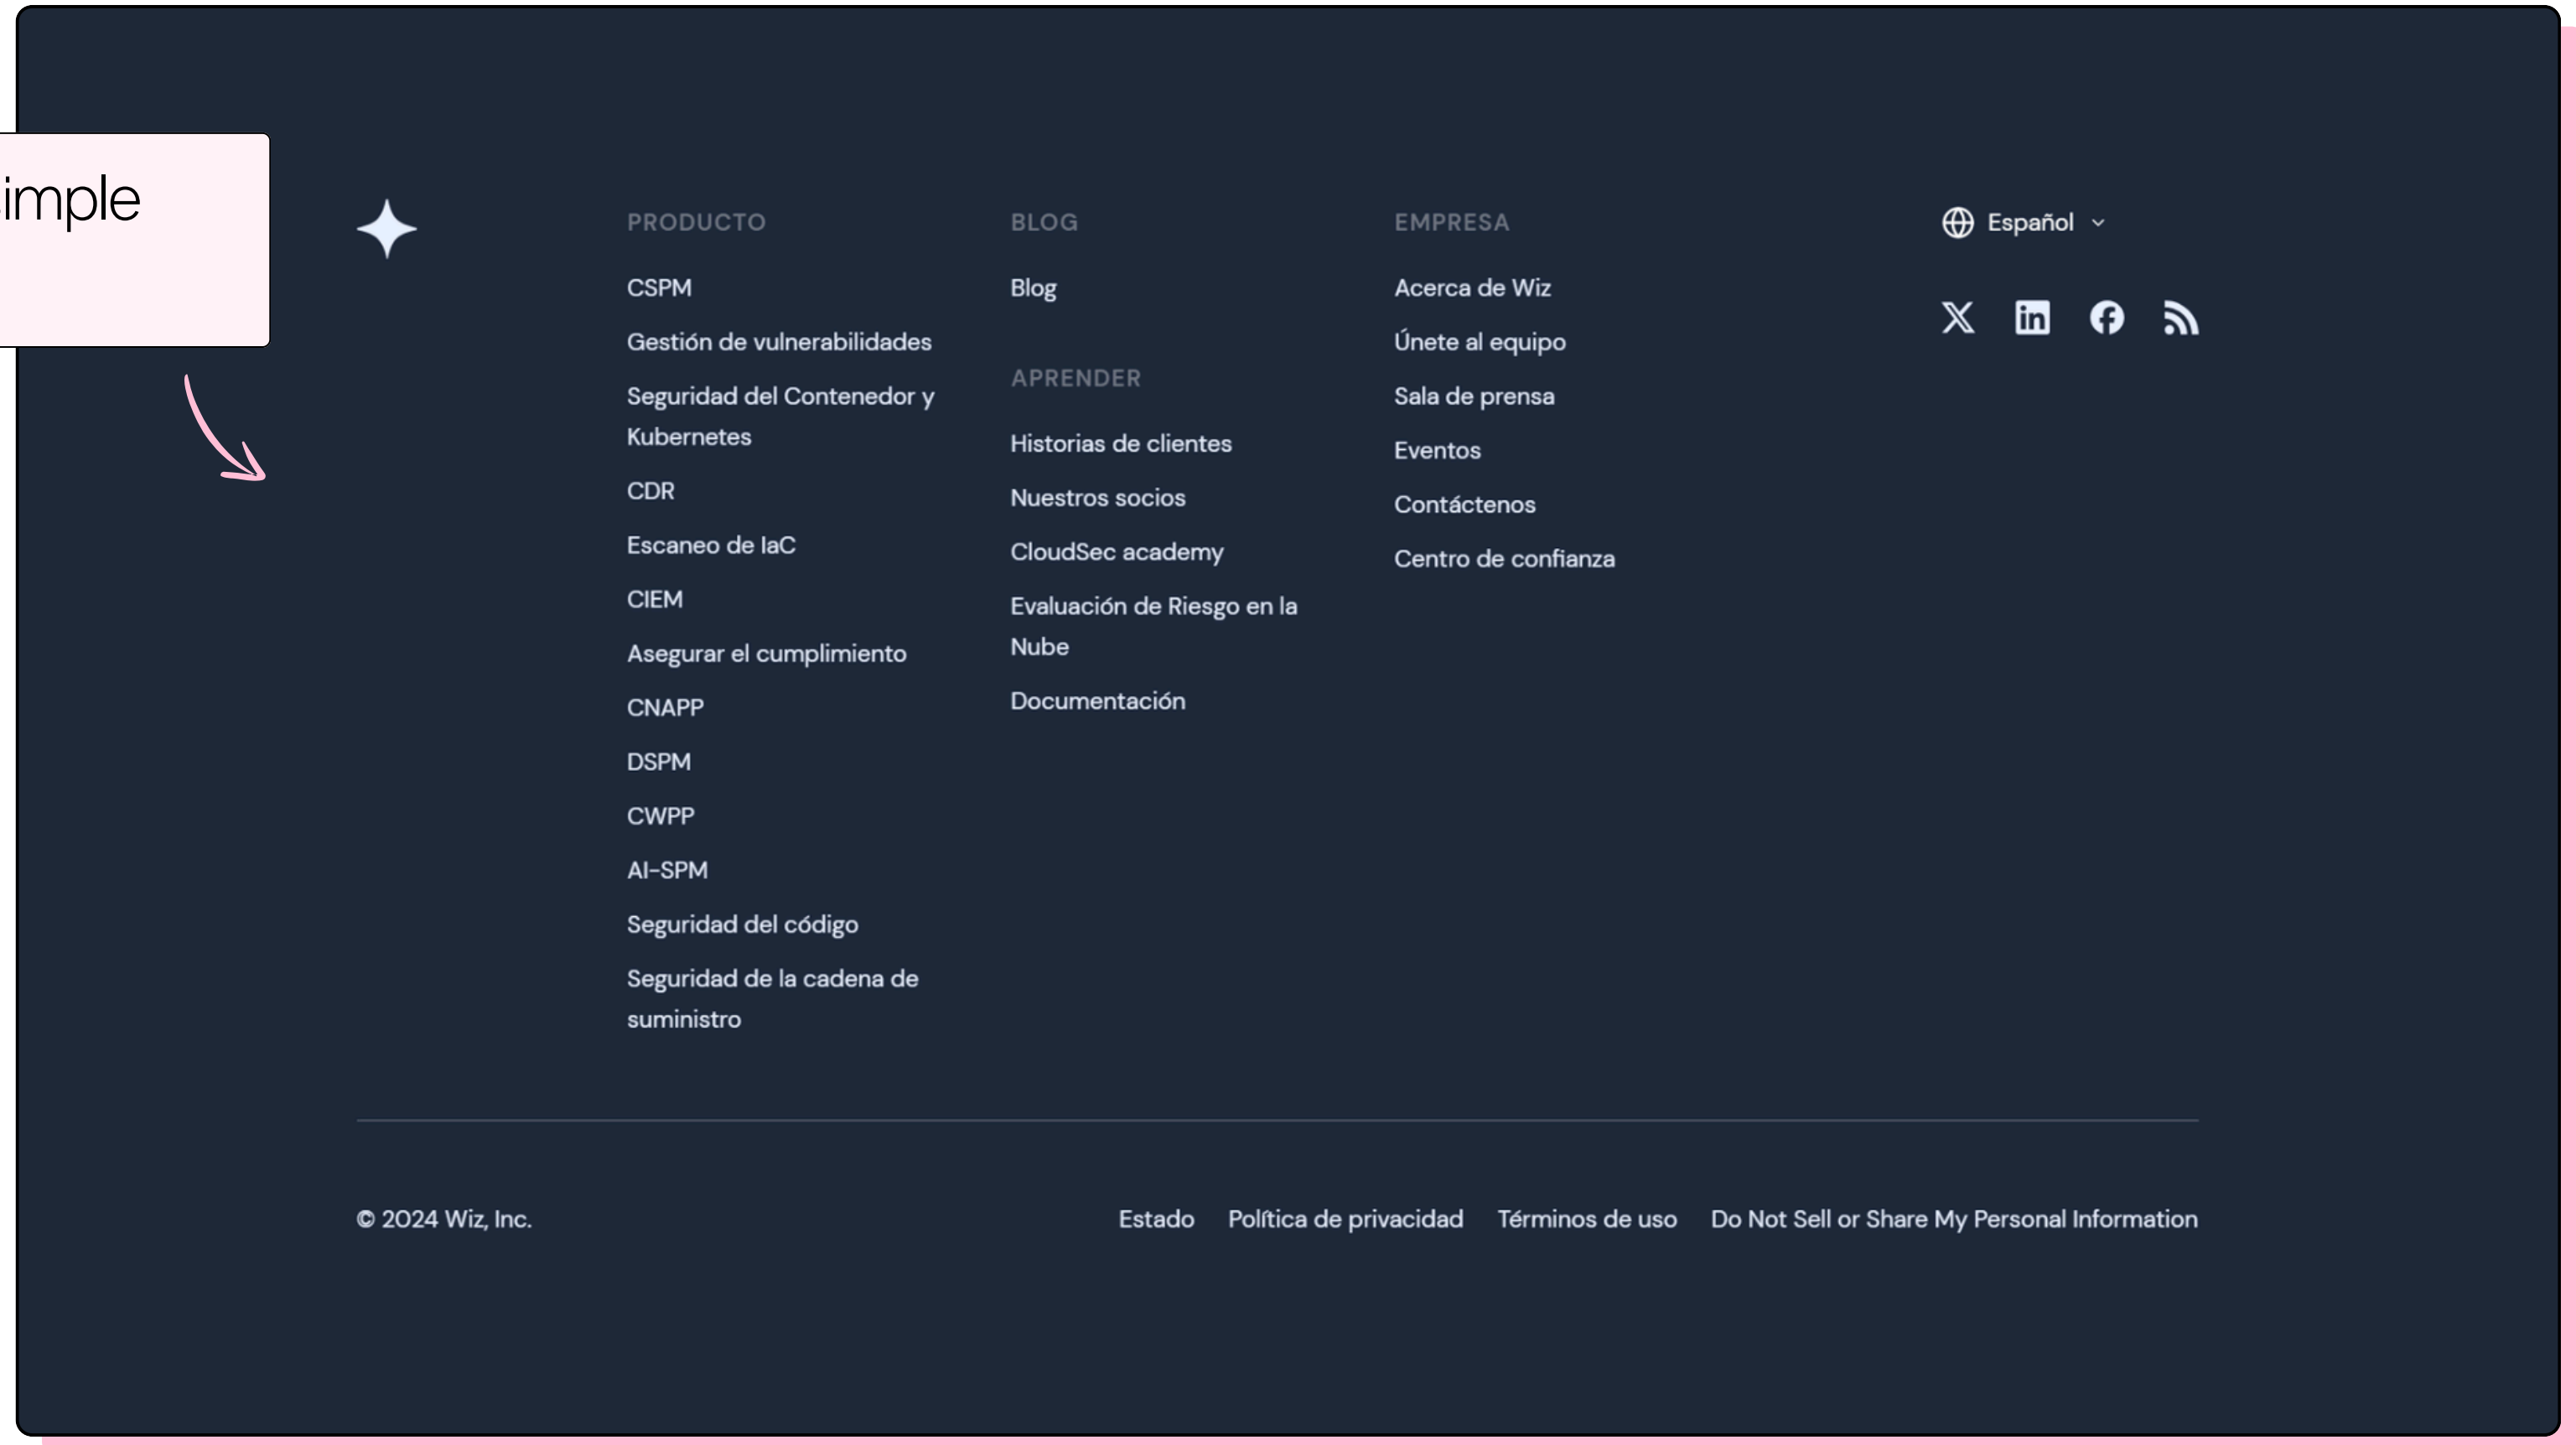 imple
PRODUCTO
CSPM
Gestión de vulnerabilidades
Seguridad del Contenedor y
Kubernetes
CDR
Escaneo de IaC
CIEM
Asegurar el cumplimiento
CNAPP
DSPM
CWPP
AI-SPM
Seguridad del código
Seguridad de la cadena de
suministro
BLOG
Blog
APRENDER
Historias de clientes
Nuestros socios
CloudSec academy
Evaluación de Riesgo en la
Nube
Documentación
EMPRESA
Acerca de Wiz
Únete al equipo
Sala de prensa
Eventos
Contáctenos
Centro de confianza
Español
© 2024 Wiz, Inc.
Estado Política de privacidad Términos de uso Do Not Sell or Share My Personal Information